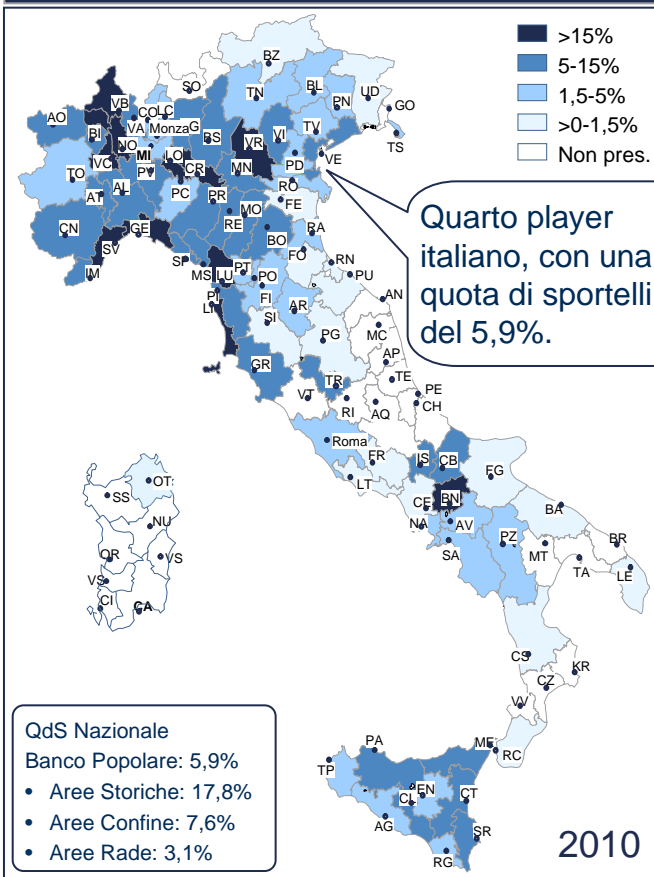 >15%
5-15%
1,5-5%
>0-1,5%
Non pres.
Quarto player
italiano, con una
quota di sportelli
del 5,9%.
BZ
SO
TN
BL
UD
PN
GO
TS
AO
VB
CO
LC
VA
Monza
G
BS
VI
TV
BI
NO
MI
LO
VR
PD
VE
VC
TO
PV
CR
MN
RO
AT
AL
PC
PR
FE
CN
GE
RE
MO
BO
RA
SV
IM
SP
MS
LU
PT
PO
FO
RN
PU
PI
LI
FI
AR
AN
SI
PG
MC
AP
GR
TR
TE
PE
VT
RI
AQ
CH
Roma
FR
IS
CB
FG
LT
CE
BN
BA
NA
AV
SA
PZ
MT
BR
TA
LE
OT
SS
NU
OR
VS
VS
CI
CA
CS
KR
CZ
VV
ME
RC
PA
TP
EN
CL
CT
AG
SR
RG
QdS Nazionale
Banco Popolare: 5,9%
• Aree Storiche: 17,8%
• Aree Confine: 7,6%
• Aree Rade: 3,1%
2010